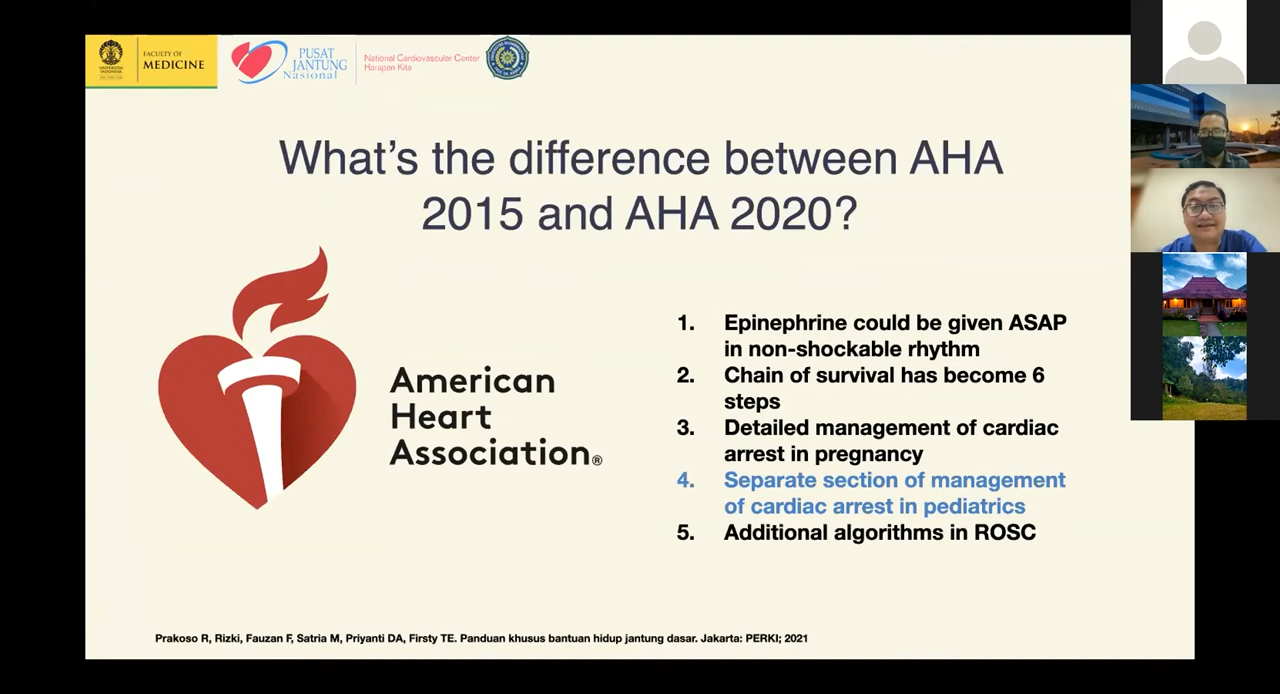 FACULTY OF
MEDICINE
UNIVERSITAS
INDONESIA
PUSAT
JANTUNG
Nasional
National Cardiovascular Center
Harapan Kita
What's the difference between AHA
2015 and AHA 2020?
American
Heart
Association®
1. Epinephrine could be given ASAP
in non-shockable rhythm
2. Chain of survival has become 6
steps
3. Detailed management of cardiac
arrest in pregnancy
4. Separate section of management
of cardiac arrest in pediatrics
5. Additional algorithms in ROSC
Prakoso R, Rizki, Fauzan F, Satria M, Priyanti DA, Firsty TE. Panduan khusus bantuan hidup jantung dasar. Jakarta: PERKI; 2021